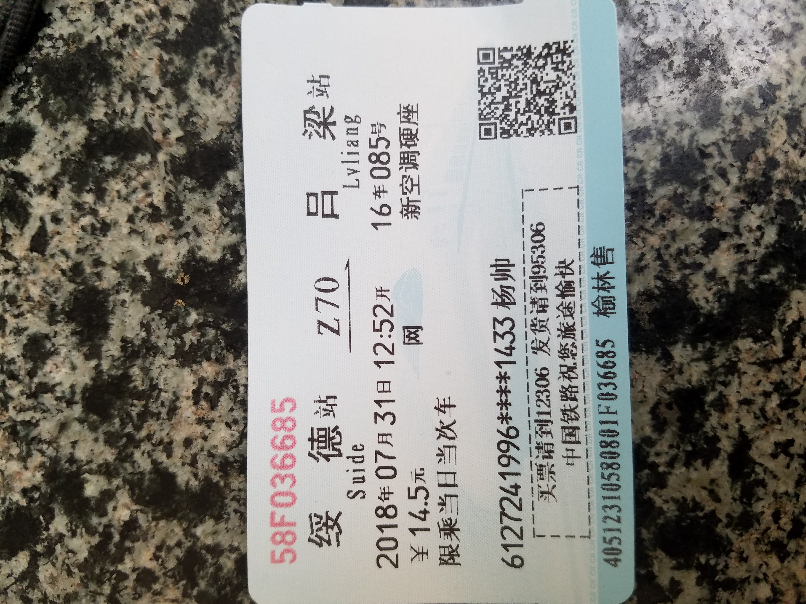 58F036685
绥 德 站 Z70 吕 梁 站
Suide Lvliang
2018年07月31日12:52开 16车085号
￥14.5元 网 新空调硬座
限乘当日当次车
6127241996****1433 杨帅
买票请到12306 发货请到95306
中国铁路祝您旅途愉快
40512310580801F036685 榆林售